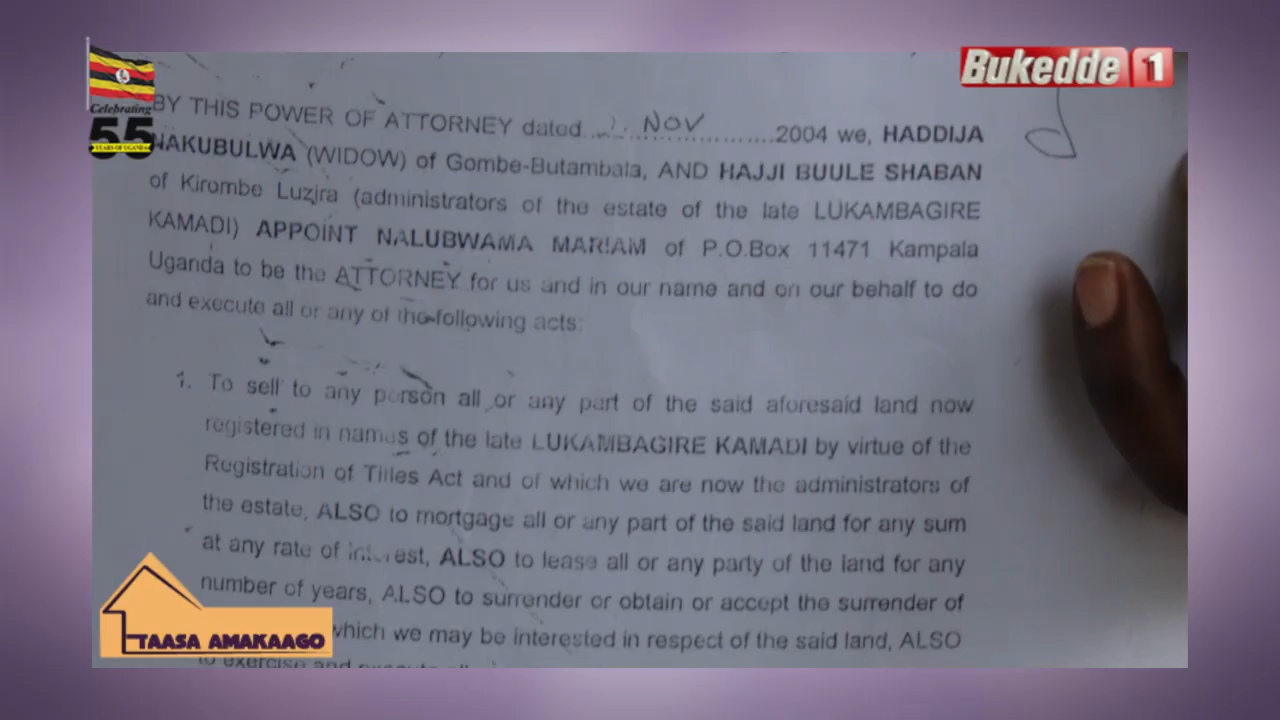 Bukedde 1
Celebrating
55
YEARS OF UGANDA
BY THIS POWER OF ATTORNEY dated............NOV............2004 we, HADDIJA
NAKUBULWA (WIDOW) of Gombe-Butambala, AND HAJJI BUULE SHABAN
of Kirombe Luzira (administrators of the estate of the late LUKAMBAGIRE
KAMADI) APPOINT NALUBWAMA MARIAM of P.O.Box 11471 Kampala
Uganda to be the ATTORNEY for us and in our name and on our behalf to do
and execute all or any of the following acts:
1. To sell to any person all or any part of the said aforesaid land now
registered in names of the late LUKAMBAGIRE KAMADI by virtue of the
Registration of Titles Act and of which we are now the administrators of
the estate, ALSO to mortgage all or any part of the said land for any sum
at any rate of interest, ALSO to lease all or any party of the land for any
number of years, ALSO to surrender or obtain or accept the surrender of
which we may be interested in respect of the said land, ALSO
to exercise and
TAASA AMAKAAGO